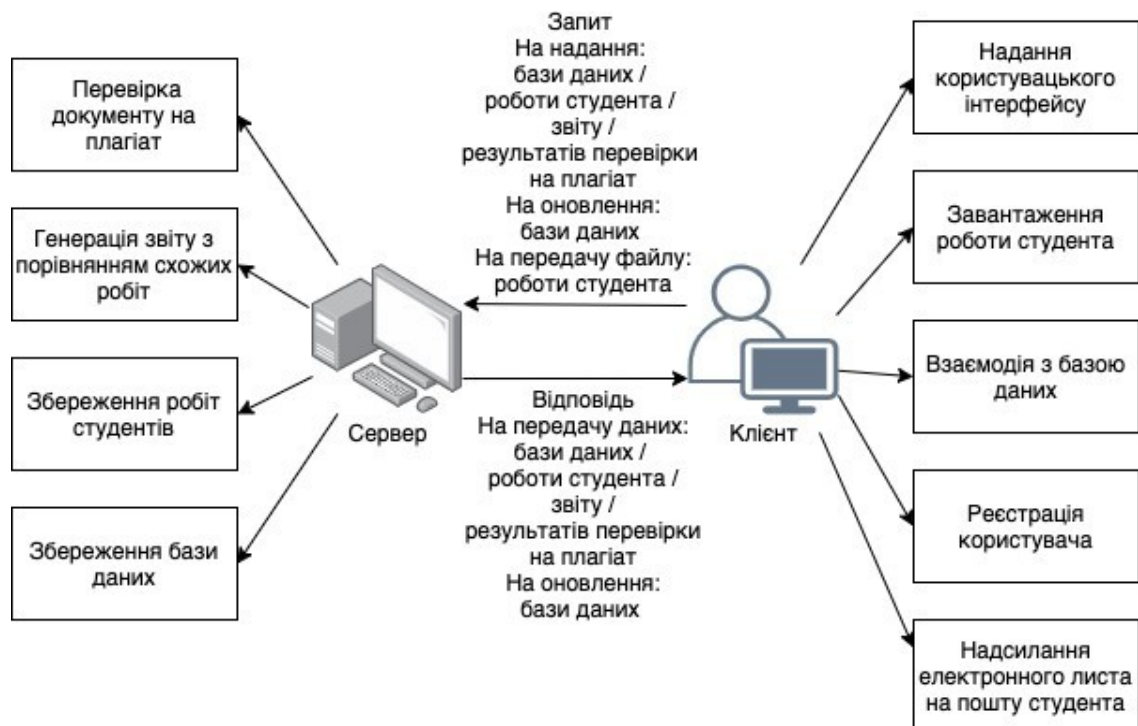 Перевірка
документу на
плагіат
Генерація звіту з
порівнянням схожих
робіт
Збереження робіт
студентів
Збереження бази
даних
Сервер
Запит
На надання:
бази даних /
роботи студента /
звіту /
результатів перевірки
на плагіат
На оновлення:
бази даних
На передачу файлу:
роботи студента
Відповідь
На передачу даних:
бази даних /
роботи студента /
звіту /
результатів перевірки
на плагіат
На оновлення:
бази даних
Клієнт
Надання
користувацького
інтерфейсу
Завантаження
роботи студента
Взаємодія з базою
даних
Реєстрація
користувача
Надсилання
електронного листа
на пошту студента